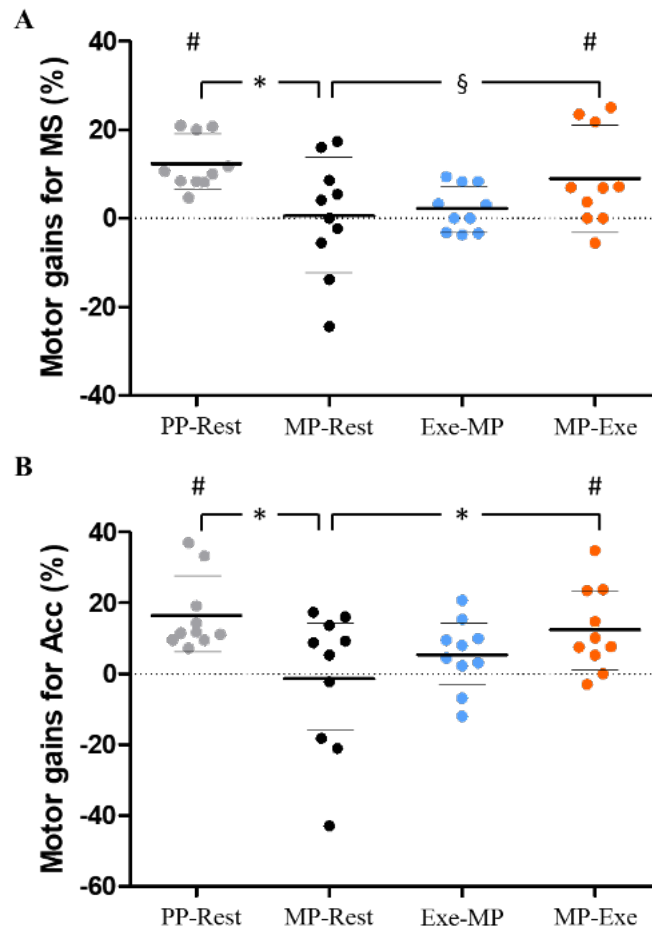 A
Motor gains for MS (%)
# #
* §
40
20
0
-20
-40
PP-Rest MP-Rest Exe-MP MP-Exe
B
Motor gains for Acc (%)
# #
* *
40
20
0
-20
-40
-60
PP-Rest MP-Rest Exe-MP MP-Exe